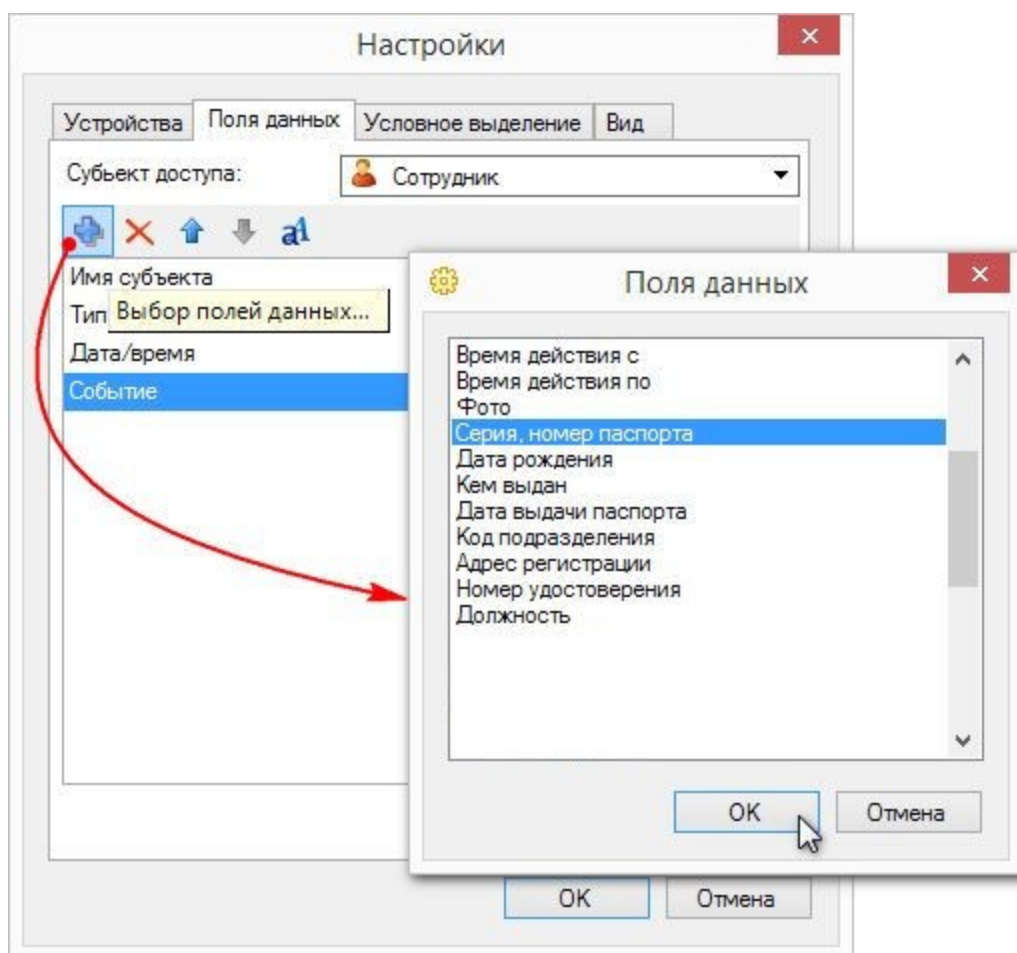 Настройки
Устройства Поля данных Условное выделение Вид
Субьект доступа: Сотрудник
a1
Имя субъекта
Тип
Выбор полей данных...
Дата/время
Событие
Поля данных
Время действия с
Время действия по
Фото
Серия, номер паспорта
Дата рождения
Кем выдан
Дата выдачи паспорта
Код подразделения
Адрес регистрации
Номер удостоверения
Должность
OK Отмена
OK Отмена